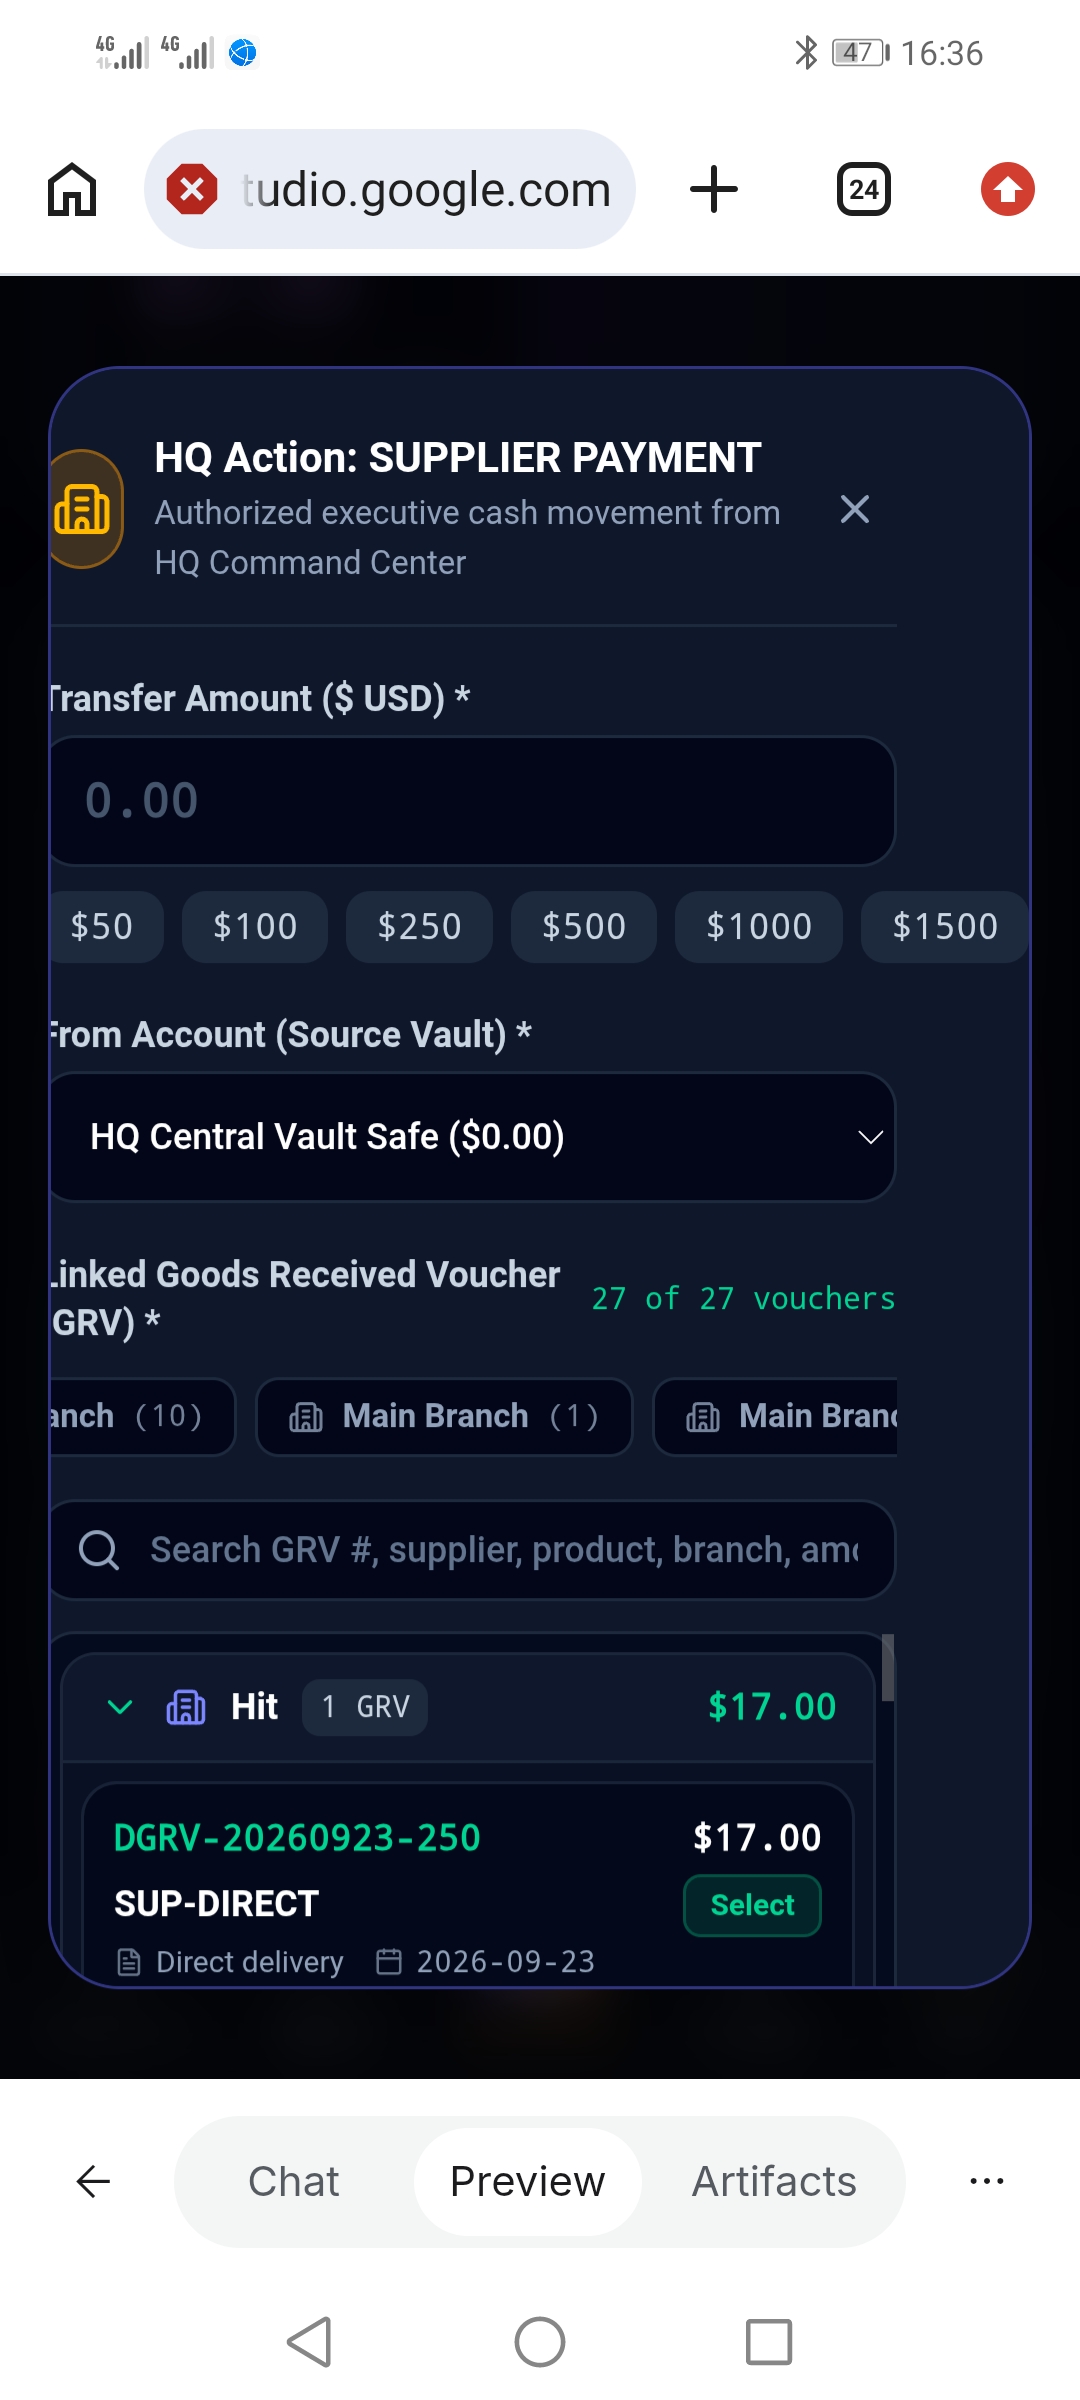 4G 4G 47 16:36
tudio.google.com 24
HQ Action: SUPPLIER PAYMENT
Authorized executive cash movement from
HQ Command Center
Transfer Amount ($ USD) *
0.00
$50 $100 $250 $500 $1000 $1500
From Account (Source Vault) *
HQ Central Vault Safe ($0.00)
Linked Goods Received Voucher
GRV) *
27 of 27 vouchers
anch (10) Main Branch (1) Main Branc
Search GRV #, supplier, product, branch, amo
Hit 1 GRV $17.00
DGRV-20260923-250 $17.00
SUP-DIRECT Select
Direct delivery 2026-09-23
Chat Preview Artifacts